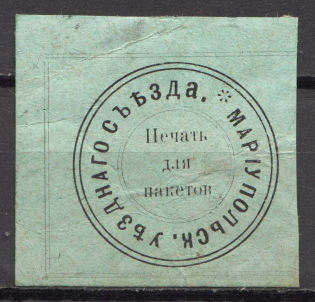 МАРІУПОЛЬСК. УѢЗДНАГО СЪѢЗДА.
Печать
для
пакетов